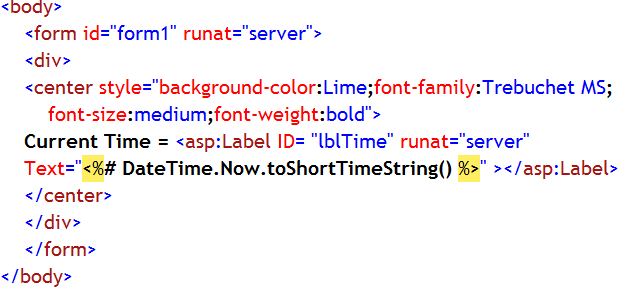 <body>
<form id="form1" runat="server">
<div>
<center style="background-color:Lime;font-family:Trebuchet MS;
font-size:medium;font-weight:bold">
Current Time = <asp:Label ID= "lblTime" runat="server"
Text="<%# DateTime.Now.toShortTimeString() %>" ></asp:Label>
</center>
</div>
</form>
</body>